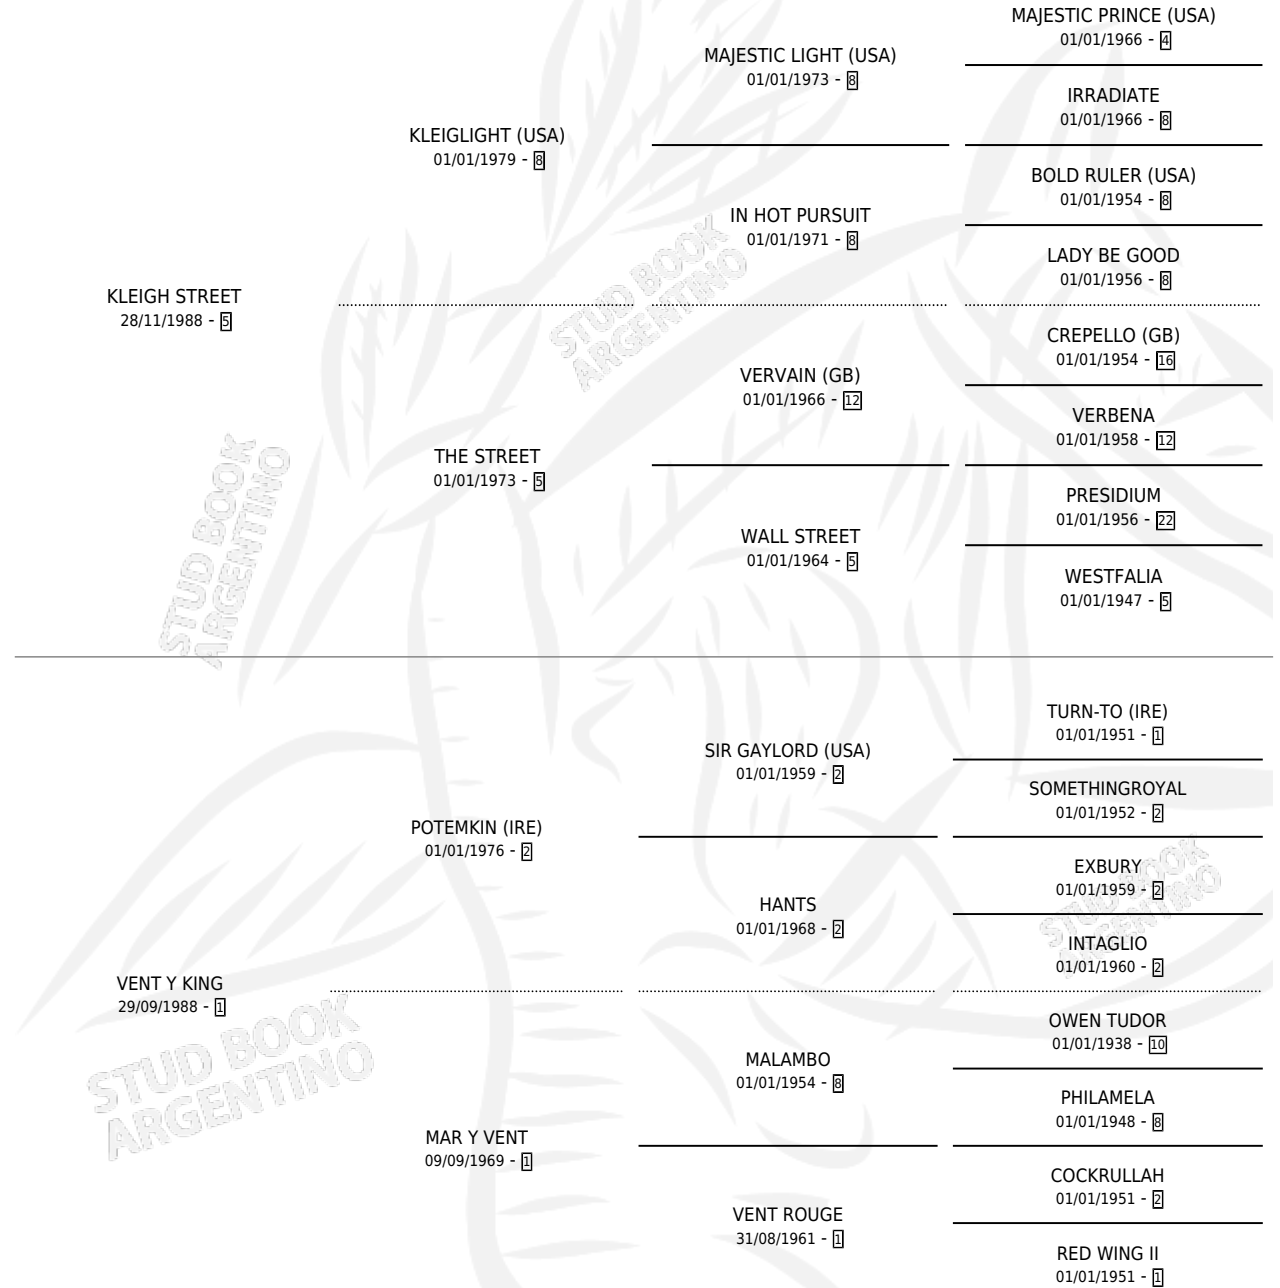 MAJESTIC PRINCE (USA)
01/01/1966 - 4
MAJESTIC LIGHT (USA)
01/01/1973 - 8
IRRADIATE
01/01/1966 - 8
KLEIGLIGHT (USA)
01/01/1979 - 8
BOLD RULER (USA)
01/01/1954 - 8
IN HOT PURSUIT
01/01/1971 - 8
LADY BE GOOD
01/01/1956 - 8
KLEIGH STREET
28/11/1988 - 5
STUD BOOK
ARGENTINO
CREPELLO (GB)
01/01/1954 - 16
VERVAIN (GB)
01/01/1966 - 12
VERBENA
01/01/1958 - 12
THE STREET
01/01/1973 - 5
PRESIDIUM
01/01/1956 - 22
WALL STREET
01/01/1964 - 5
WESTFALIA
01/01/1947 - 5
STUD BOOK
ARGENTINO
TURN-TO (IRE)
01/01/1951 - 1
SIR GAYLORD (USA)
01/01/1959 - 2
SOMETHINGROYAL
01/01/1952 - 2
POTEMKIN (IRE)
01/01/1976 - 2
EXBURY
01/01/1959 - 2
HANTS
01/01/1968 - 2
STUD BOOK
ARGENTINO
INTAGLIO
01/01/1960 - 2
VENT Y KING
29/09/1988 - 1
OWEN TUDOR
01/01/1938 - 10
STUD BOOK
ARGENTINO
MALAMBO
01/01/1954 - 8
PHILAMELA
01/01/1948 - 8
MAR Y VENT
09/09/1969 - 1
COCKRULLAH
01/01/1951 - 2
VENT ROUGE
31/08/1961 - 1
RED WING II
01/01/1951 - 1